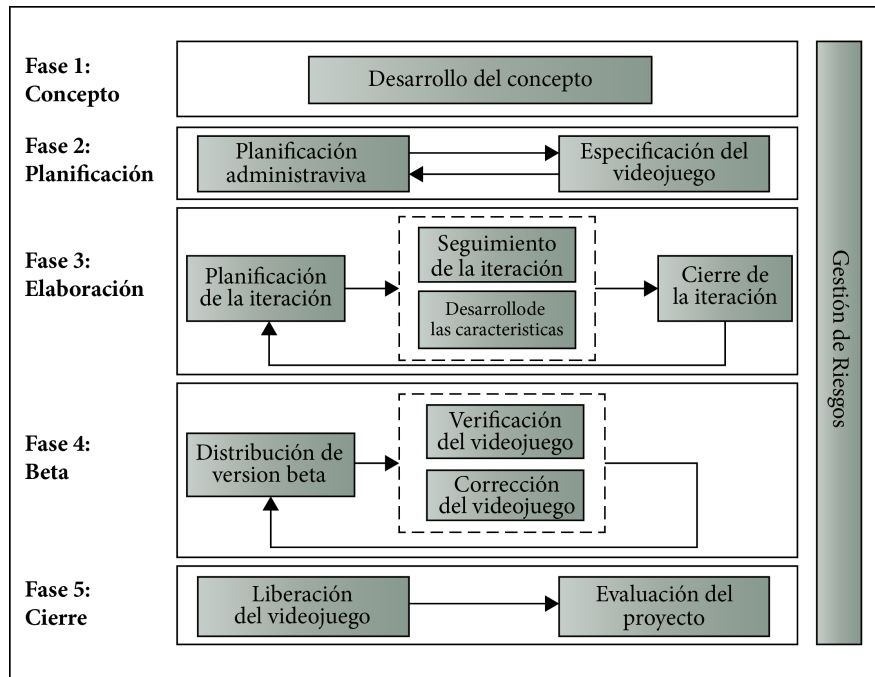 Fase 1:
Concepto
Desarrollo del concepto
Fase 2:
Planificación
Planificación
administraviva
Especificación del
videojuego
Fase 3:
Elaboración
Planificación
de la iteración
Seguimiento
de la iteración
Desarrollo de
las caracteristicas
Cierre de
la iteración
Fase 4:
Beta
Distribución de
version beta
Verificación
del videojuego
Corrección
del videojuego
Fase 5:
Cierre
Liberación
del videojuego
Evaluación del
proyecto
Gestión de Riesgos